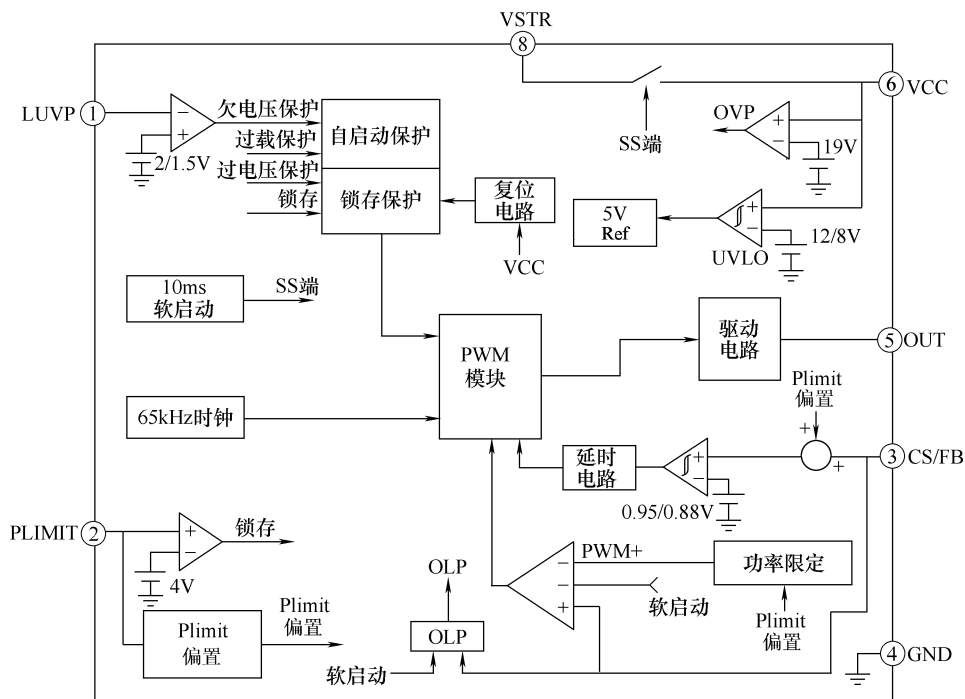 VSTR
8
LUVP
1
欠电压保护
过载保护
过电压保护
锁存
2/1.5V
自启动保护
锁存保护
复位
电路
VCC
SS端
OVP
19V
6
VCC
5V
Ref
UVLO
12/8V
10ms
软启动
SS端
PWM
模块
驱动
电路
5
OUT
65kHz时钟
Plimit
偏置
+
+
3
CS/FB
延时
电路
0.95/0.88V
PLIMIT
2
锁存
4V
Plimit
偏置
Plimit
偏置
OLP
OLP
软启动
PWM+
软启动
功率限定
Plimit
偏置
4
GND